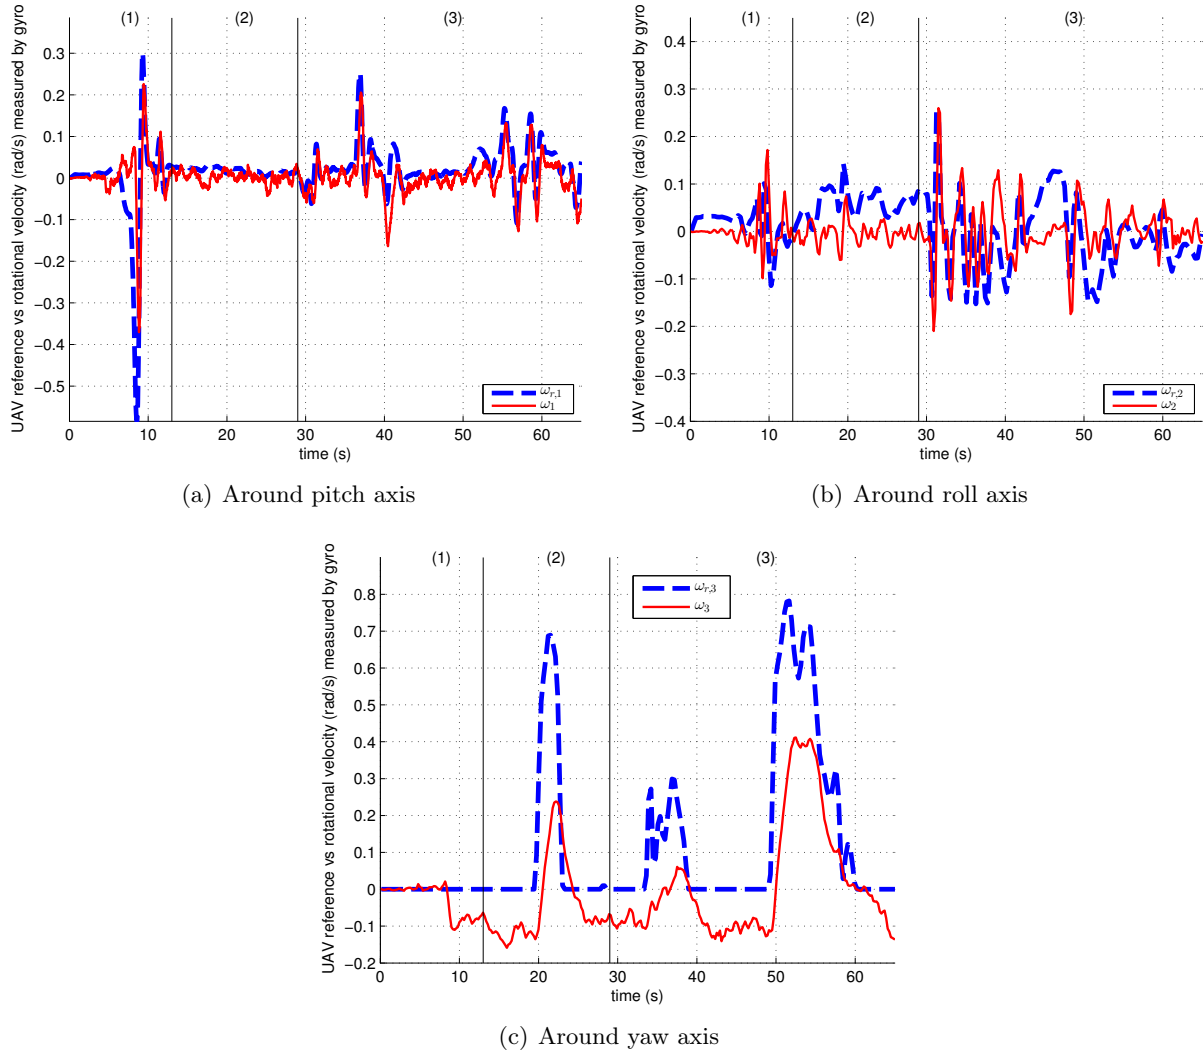 (1) (2) (3)
UAV reference vs rotational velocity (rad/s) measured by gyro
0.3
0.2
0.1
0
−0.1
−0.2
−0.3
−0.4
−0.5
ω_{r,1}
ω_1
0 10 20 30 40 50 60
time (s)
(a) Around pitch axis
(1) (2) (3)
UAV reference vs rotational velocity (rad/s) measured by gyro
0.4
0.3
0.2
0.1
0
−0.1
−0.2
−0.3
−0.4
ω_{r,2}
ω_2
0 10 20 30 40 50 60
time (s)
(b) Around roll axis
(1) (2) (3)
UAV reference vs rotational velocity (rad/s) measured by gyro
0.8
0.7
0.6
0.5
0.4
0.3
0.2
0.1
0
−0.1
−0.2
ω_{r,3}
ω_3
0 10 20 30 40 50 60
time (s)
(c) Around yaw axis